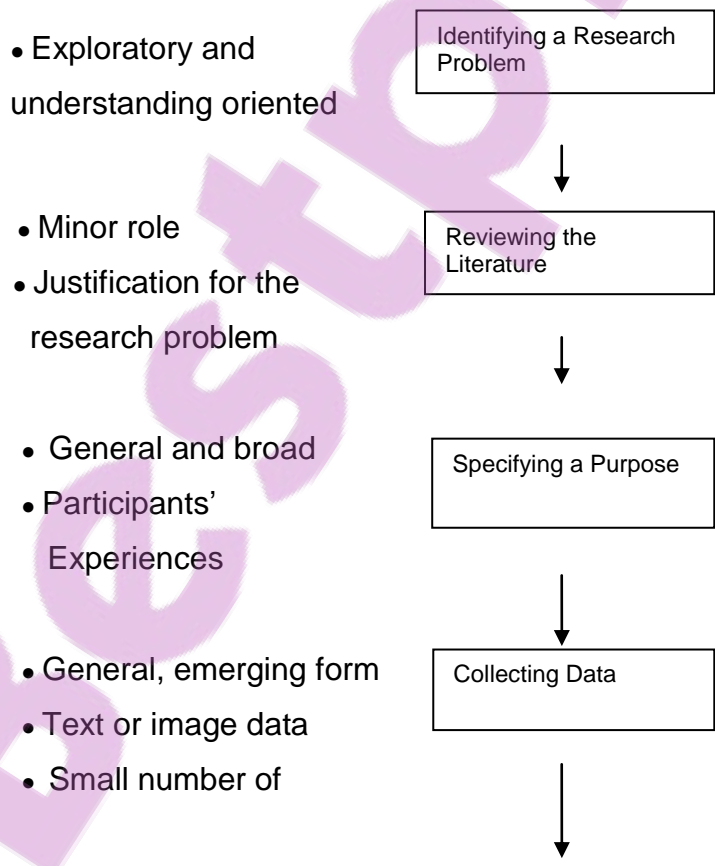 • Exploratory and
understanding oriented
Identifying a Research
Problem
• Minor role
• Justification for the
research problem
Reviewing the
Literature
• General and broad
• Participants’
Experiences
Specifying a Purpose
• General, emerging form
• Text or image data
• Small number of
Collecting Data